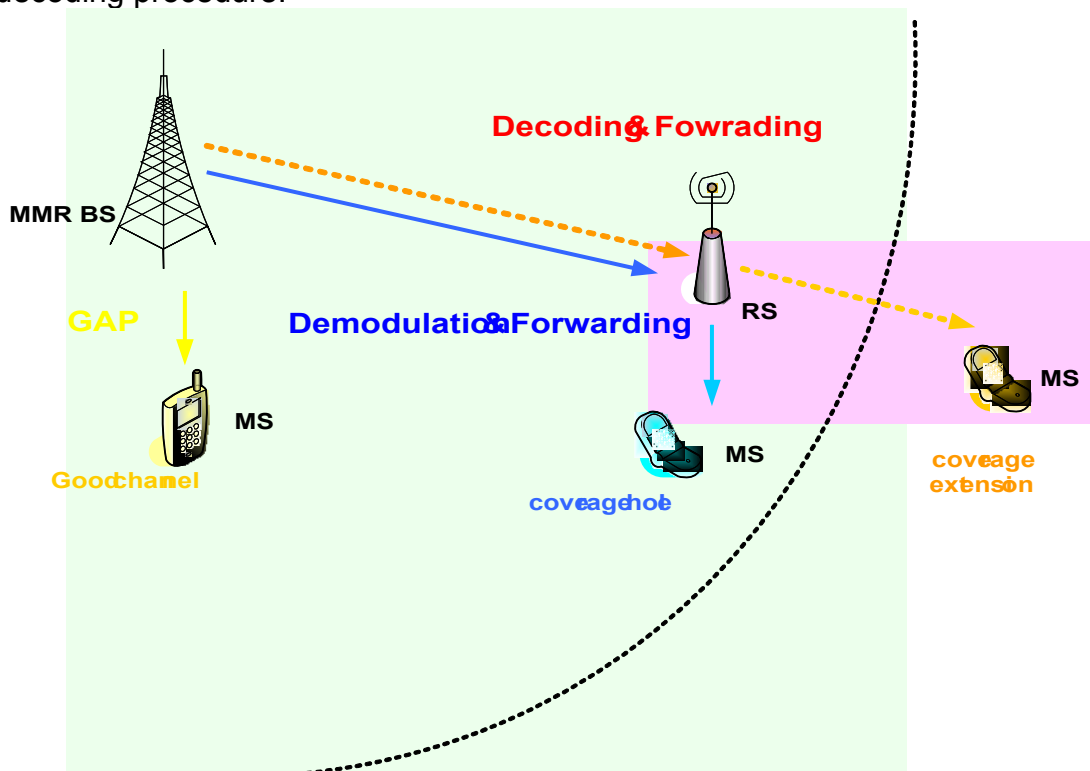 decoding procedure.
Decoding & Fowrading
MMR BS
RS
GAP
Demodulation & Forwarding
MS
MS
MS
Good channel
coverage
extension
coverage hole